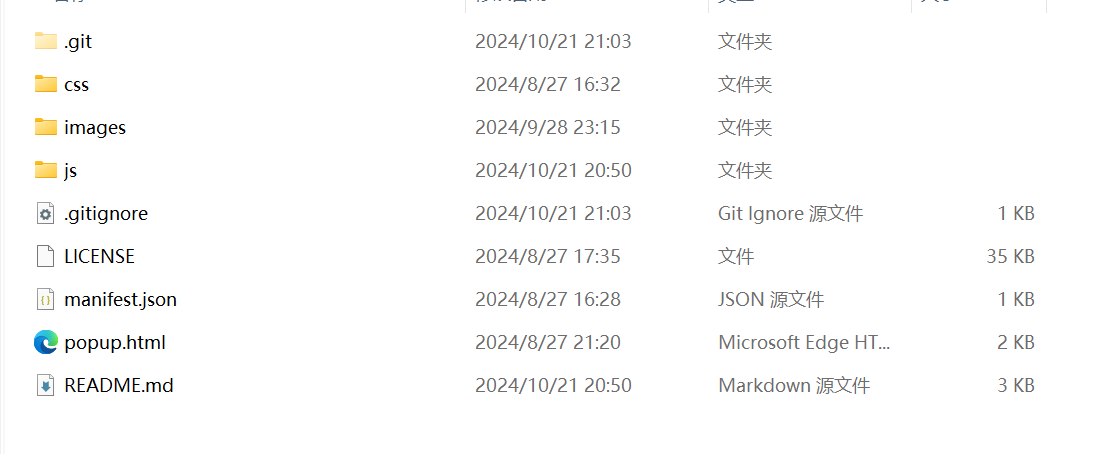 .git 2024/10/21 21:03 文件夹
css 2024/8/27 16:32 文件夹
images 2024/9/28 23:15 文件夹
js 2024/10/21 20:50 文件夹
.gitignore 2024/10/21 21:03 Git Ignore 源文件 1 KB
LICENSE 2024/8/27 17:35 文件 35 KB
manifest.json 2024/8/27 16:28 JSON 源文件 1 KB
popup.html 2024/8/27 21:20 Microsoft Edge HT... 2 KB
README.md 2024/10/21 20:50 Markdown 源文件 3 KB